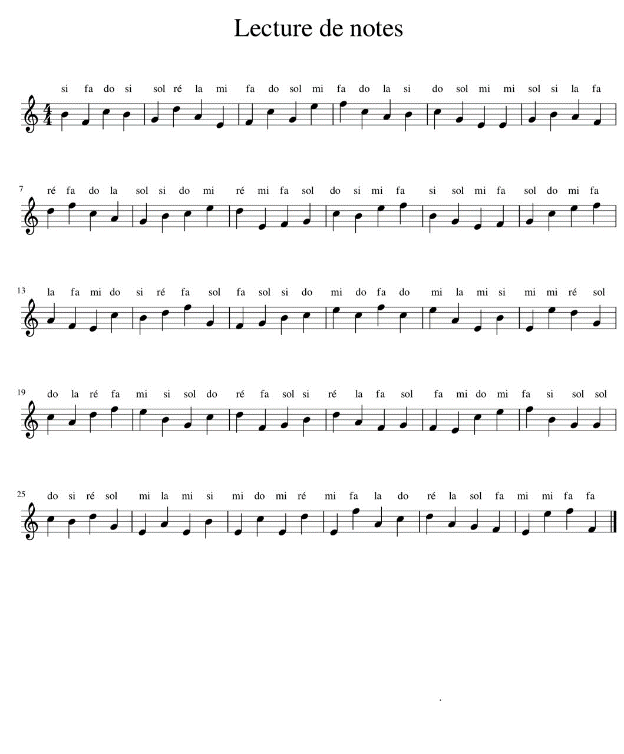 Lecture de notes
si fa do si sol ré la mi fa do sol mi fa do la si do sol mi mi sol si la fa
4
4
7 ré fa do la sol si do mi ré mi fa sol do si mi fa si sol mi fa sol do mi fa
13 la fa mi do si ré fa sol fa sol si do mi do fa do mi la mi si mi mi ré sol
19 do la ré fa mi si sol do ré fa sol si ré la fa sol fa mi do mi fa si sol sol
25 do si ré sol mi la mi si mi do mi ré mi fa la do ré la sol fa mi mi fa fa